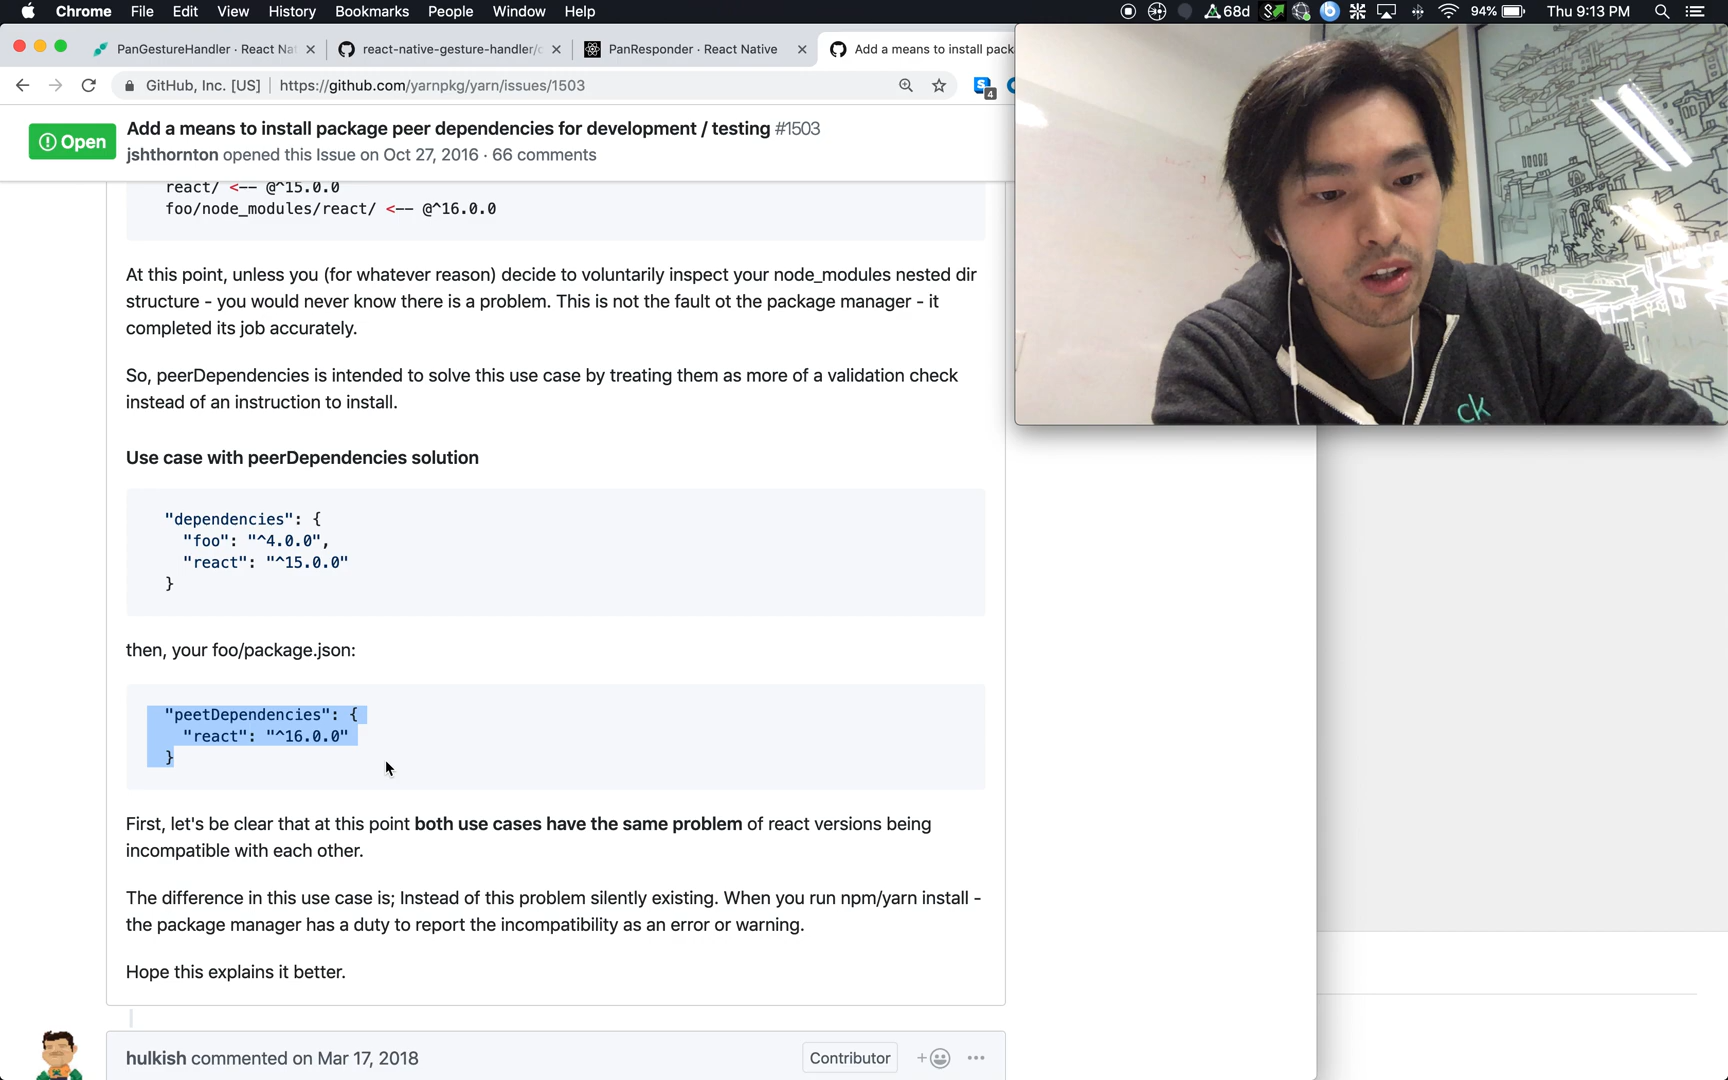 Chrome File Edit View History Bookmarks People Window Help 68d 94% Thu 9:13 PM
PanGestureHandler · React Nat react-native-gesture-handler/c PanResponder · React Native Add a means to install pack
GitHub, Inc. [US] https://github.com/yarnpkg/yarn/issues/1503 4
Open
Add a means to install package peer dependencies for development / testing #1503
jshthornton opened this Issue on Oct 27, 2016 · 66 comments
react/ <-- @^15.0.0
foo/node_modules/react/ <-- @^16.0.0
At this point, unless you (for whatever reason) decide to voluntarily inspect your node_modules nested dir
structure - you would never know there is a problem. This is not the fault ot the package manager - it
completed its job accurately.
So, peerDependencies is intended to solve this use case by treating them as more of a validation check
instead of an instruction to install.
Use case with peerDependencies solution
"dependencies": {
"foo": "^4.0.0",
"react": "^15.0.0"
}
then, your foo/package.json:
"peetDependencies": {
"react": "^16.0.0"
}
First, let's be clear that at this point both use cases have the same problem of react versions being
incompatible with each other.
The difference in this use case is; Instead of this problem silently existing. When you run npm/yarn install -
the package manager has a duty to report the incompatibility as an error or warning.
Hope this explains it better.
hulkish commented on Mar 17, 2018 Contributor
ck